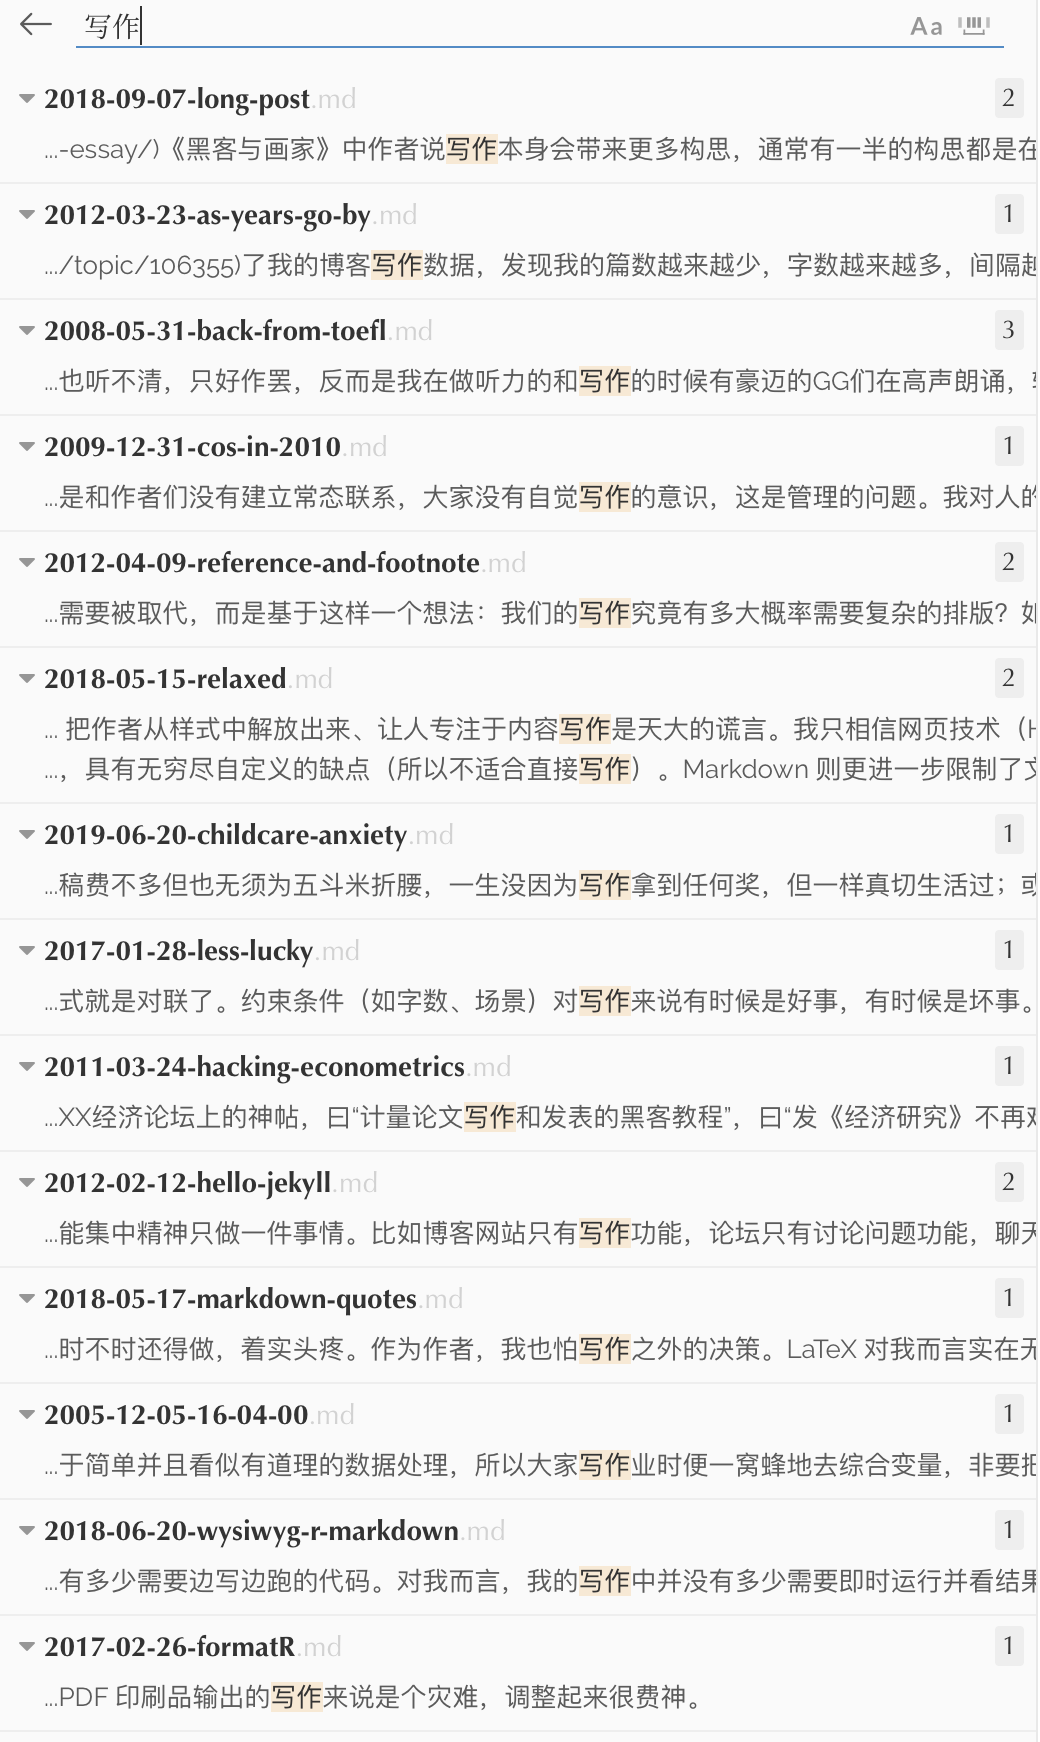 写作
Aa
2018-09-07-long-post.md 2
...-essay/)《黑客与画家》中作者说写作本身会带来更多构思，通常有一半的构思都是在
2012-03-23-as-years-go-by.md 1
.../topic/106355)了我的博客写作数据，发现我的篇数越来越少，字数越来越多，间隔越
2008-05-31-back-from-toefl.md 3
...也听不清，只好作罢，反而是我在做听力的和写作的时候有豪迈的GG们在高声朗诵，
2009-12-31-cos-in-2010.md 1
...是和作者们没有建立常态联系，大家没有自觉写作的意识，这是管理的问题。我对人的
2012-04-09-reference-and-footnote.md 2
...需要被取代，而是基于这样一个想法：我们的写作究竟有多大概率需要复杂的排版？如
2018-05-15-relaxed.md 2
... 把作者从样式中解放出来、让人专注于内容写作是天大的谎言。我只相信网页技术（H
...，具有无穷尽自定义的缺点（所以不适合直接写作）。Markdown 则更进一步限制了文
2019-06-20-childcare-anxiety.md 1
...稿费不多但也无须为五斗米折腰，一生没因为写作拿到任何奖，但一样真切生活过；或
2017-01-28-less-lucky.md 1
...式就是对联了。约束条件（如字数、场景）对写作来说有时候是好事，有时候是坏事。
2011-03-24-hacking-econometrics.md 1
...XX经济论坛上的神帖，曰“计量论文写作和发表的黑客教程”，曰“发《经济研究》不再难
2012-02-12-hello-jekyll.md 2
...能集中精神只做一件事情。比如博客网站只有写作功能，论坛只有讨论问题功能，聊天
2018-05-17-markdown-quotes.md 1
...时不时还得做，着实头疼。作为作者，我也怕写作之外的决策。LaTeX 对我而言实在无
2005-12-05-16-04-00.md 1
...于简单并且看似有道理的数据处理，所以大家写作业时便一窝蜂地去综合变量，非要把
2018-06-20-wysiwyg-r-markdown.md 1
...有多少需要边写边跑的代码。对我而言，我的写作中并没有多少需要即时运行并看结果
2017-02-26-formatR.md 1
...PDF 印刷品输出的写作来说是个灾难，调整起来很费神。